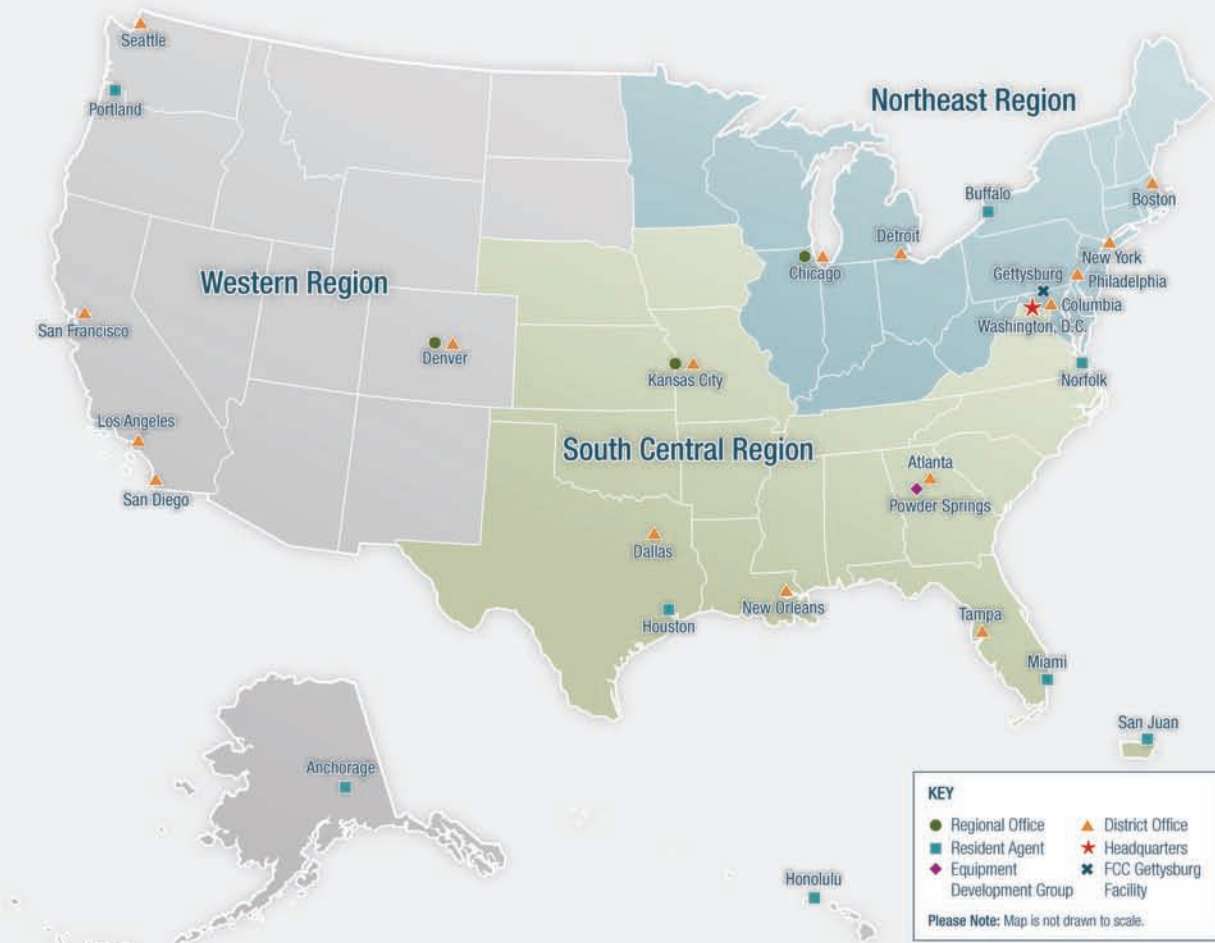 Seattle
Portland
Northeast Region
Buffalo
Boston
Detroit
New York
Chicago
Gettysburg
Philadelphia
Columbia
Washington, D.C.
Western Region
San Francisco
Denver
Kansas City
Norfolk
Los Angeles
San Diego
South Central Region
Atlanta
Powder Springs
Dallas
New Orleans
Houston
Tampa
Miami
San Juan
Anchorage
Honolulu
KEY
Regional Office
Resident Agent
Equipment
Development Group
District Office
Headquarters
FCC Gettysburg
Facility
Please Note: Map is not drawn to scale.